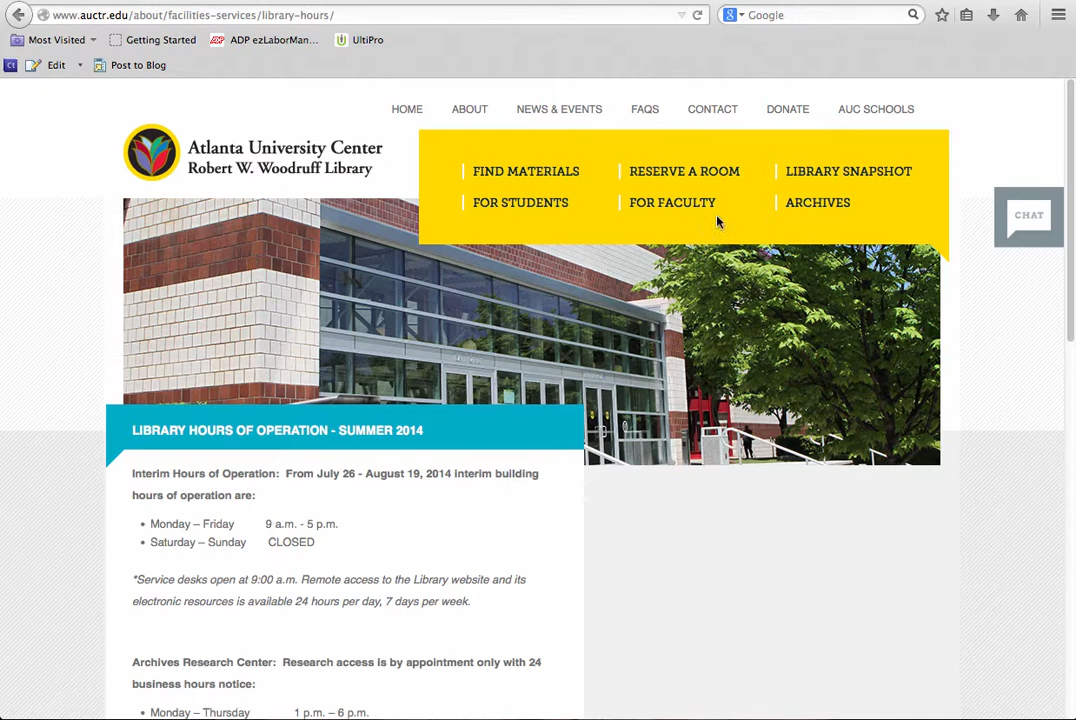 www.auctr.edu/about/facilities-services/library-hours/
Google
Most Visited
Getting Started
ADP ezLaborMan...
UltiPro
Ct
Edit
Post to Blog
HOME
ABOUT
NEWS & EVENTS
FAQS
CONTACT
DONATE
AUC SCHOOLS
Atlanta University Center
Robert W. Woodruff Library
FIND MATERIALS
RESERVE A ROOM
LIBRARY SNAPSHOT
FOR STUDENTS
FOR FACULTY
ARCHIVES
CHAT
LIBRARY HOURS OF OPERATION - SUMMER 2014
Interim Hours of Operation: From July 26 - August 19, 2014 interim building
hours of operation are:
• Monday – Friday 9 a.m. - 5 p.m.
• Saturday – Sunday CLOSED
*Service desks open at 9:00 a.m. Remote access to the Library website and its
electronic resources is available 24 hours per day, 7 days per week.
Archives Research Center: Research access is by appointment only with 24
business hours notice:
• Monday – Thursday 1 p.m. – 6 p.m.